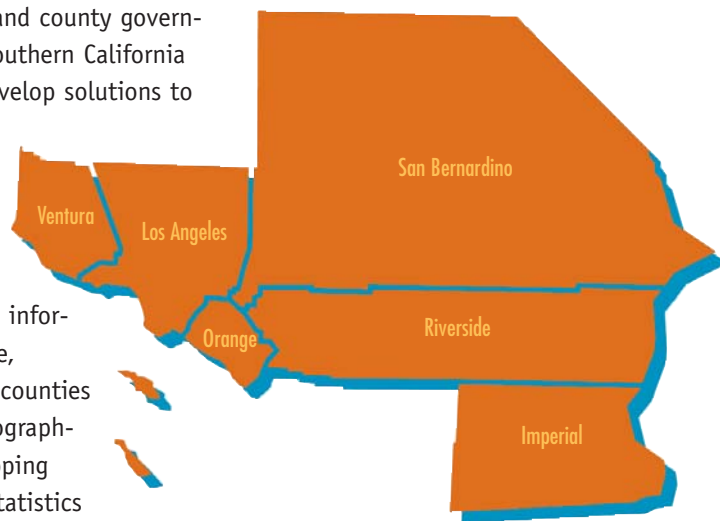 and county govern-
outhern California
velop solutions to
San Bernardino
Ventura
Los Angeles
infor-
Orange
Riverside
e,
counties
ograph-
Imperial
ping
tatistics